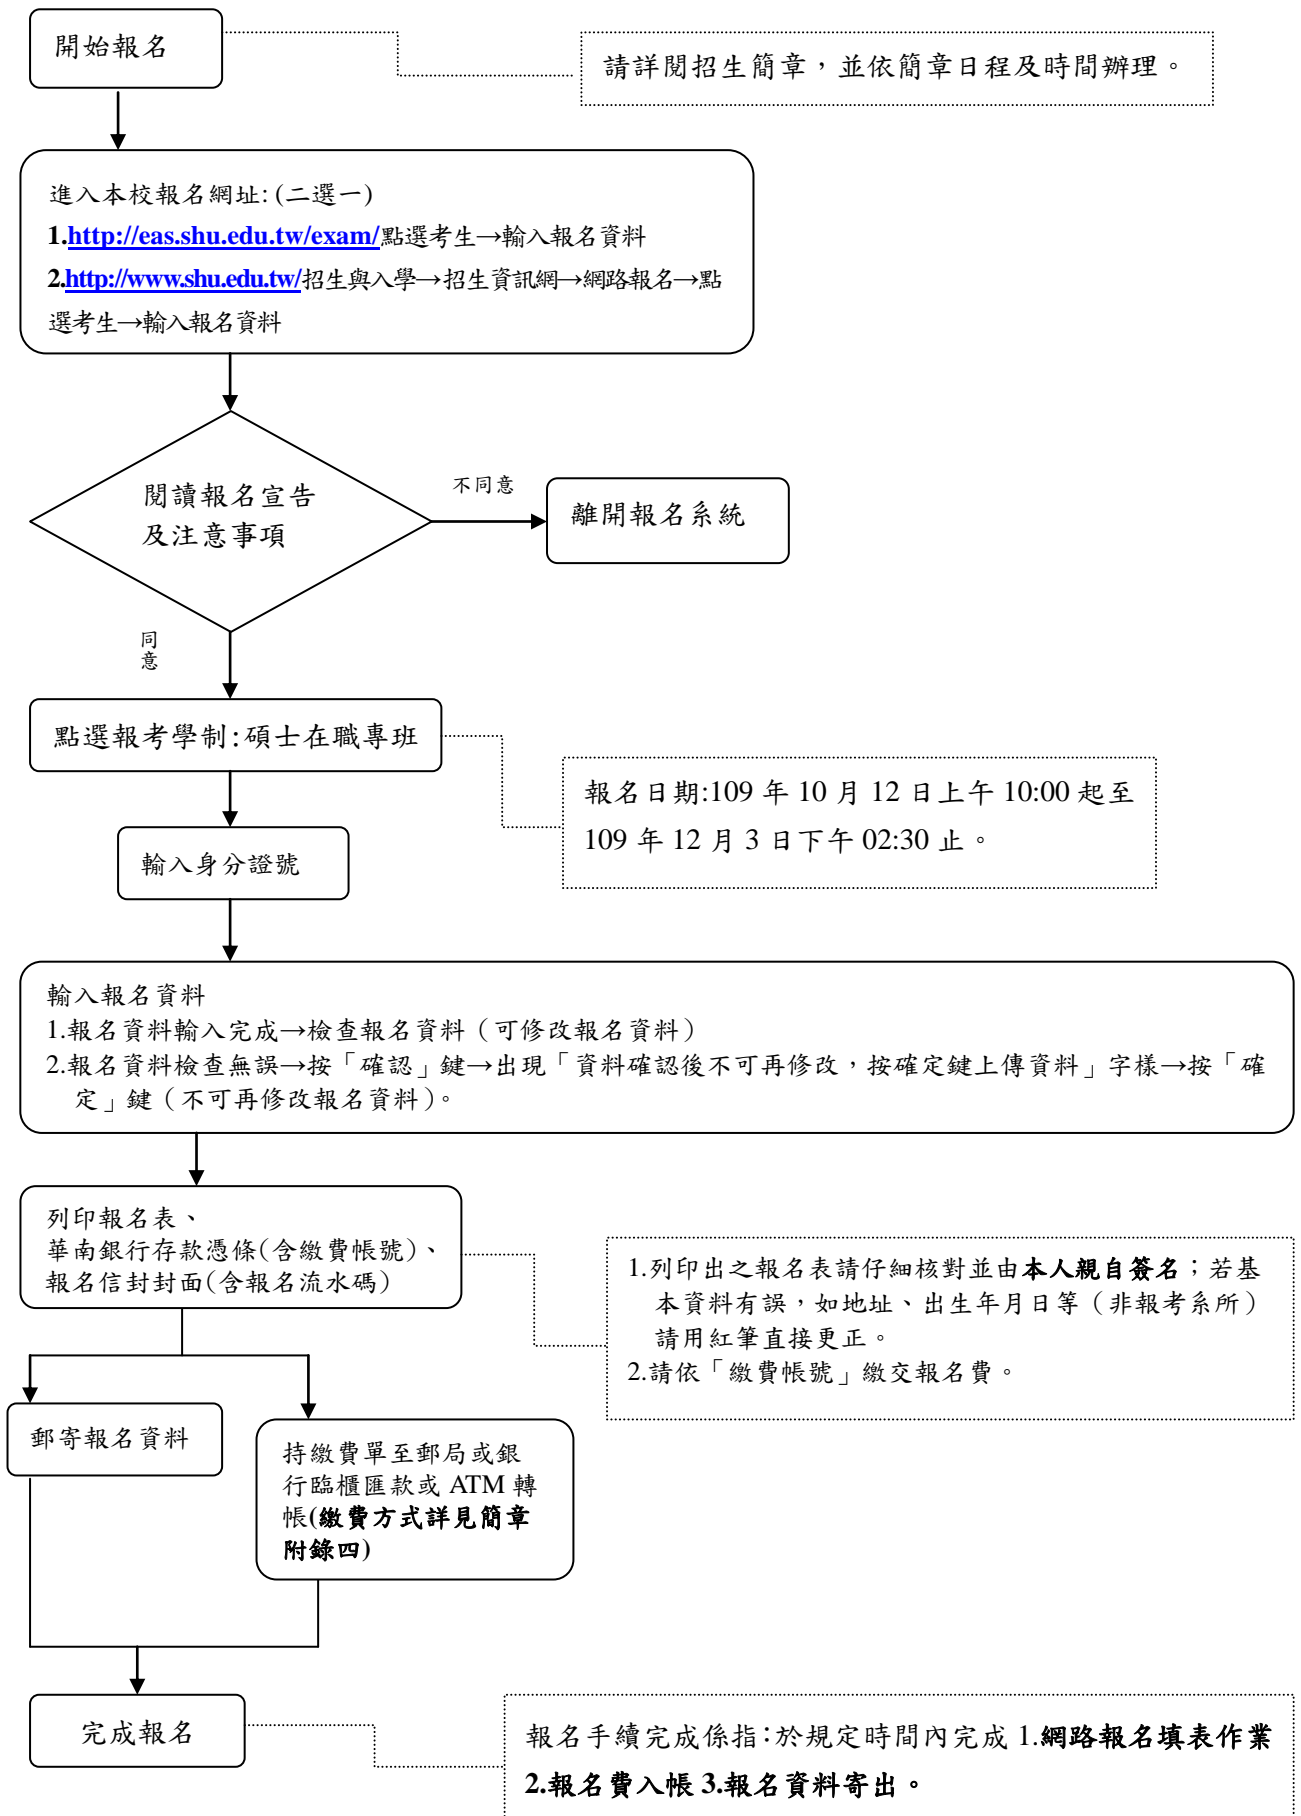 開始報名
請詳閱招生簡章，並依簡章日程及時間辦理。
進入本校報名網址:(二選一)
1.http://eas.shu.edu.tw/exam/點選考生→輸入報名資料
2.http://www.shu.edu.tw/招生與入學→招生資訊網→網路報名→點
選考生→輸入報名資料
閱讀報名宣告
及注意事項
不同意
離開報名系統
同
意
點選報考學制:碩士在職專班
報名日期:109 年 10 月 12 日上午 10:00 起至
109 年 12 月 3 日下午 02:30 止。
輸入身分證號
輸入報名資料
1.報名資料輸入完成→檢查報名資料（可修改報名資料）
2.報名資料檢查無誤→按「確認」鍵→出現「資料確認後不可再修改，按確定鍵上傳資料」字樣→按「確
定」鍵（不可再修改報名資料）。
列印報名表、
華南銀行存款憑條(含繳費帳號)、
報名信封封面(含報名流水碼)
1.列印出之報名表請仔細核對並由本人親自簽名；若基
本資料有誤，如地址、出生年月日等（非報考系所）
請用紅筆直接更正。
2.請依「繳費帳號」繳交報名費。
郵寄報名資料
持繳費單至郵局或銀
行臨櫃匯款或 ATM 轉
帳(繳費方式詳見簡章
附錄四)
完成報名
報名手續完成係指:於規定時間內完成 1.網路報名填表作業
2.報名費入帳 3.報名資料寄出。